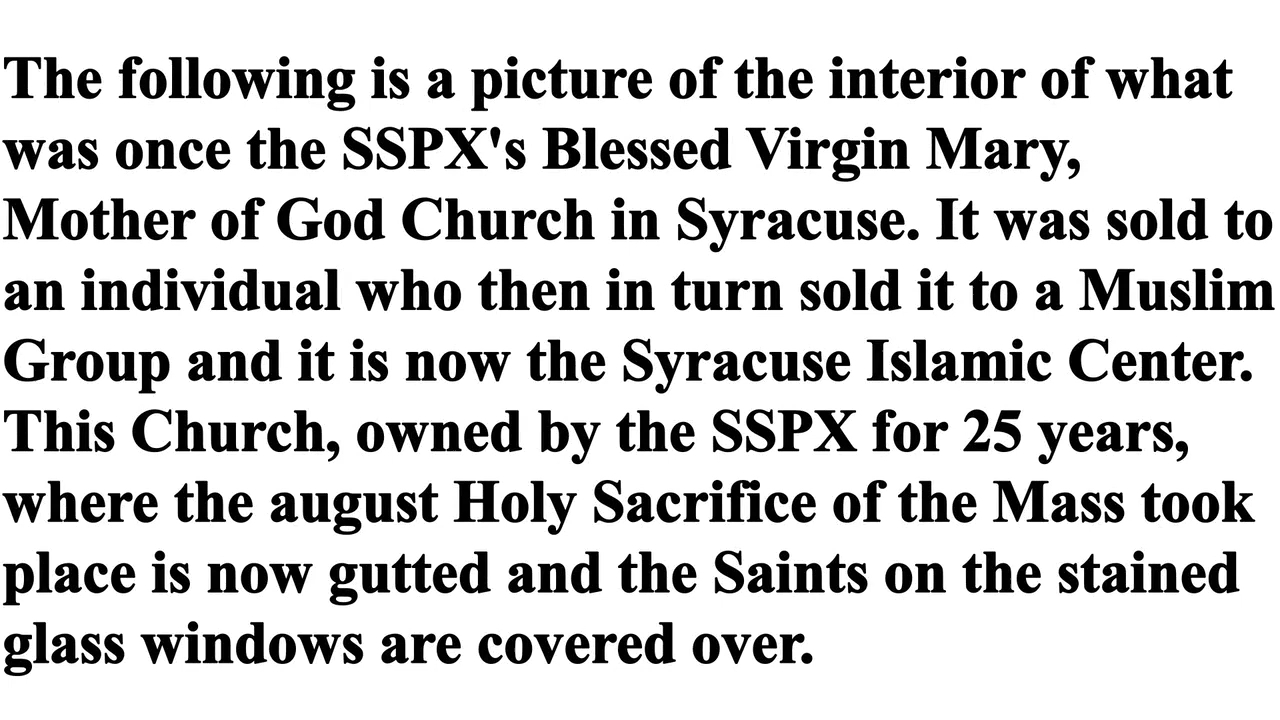 The following is a picture of the interior of what
was once the SSPX's Blessed Virgin Mary,
Mother of God Church in Syracuse. It was sold to
an individual who then in turn sold it to a Muslim
Group and it is now the Syracuse Islamic Center.
This Church, owned by the SSPX for 25 years,
where the august Holy Sacrifice of the Mass took
place is now gutted and the Saints on the stained
glass windows are covered over.